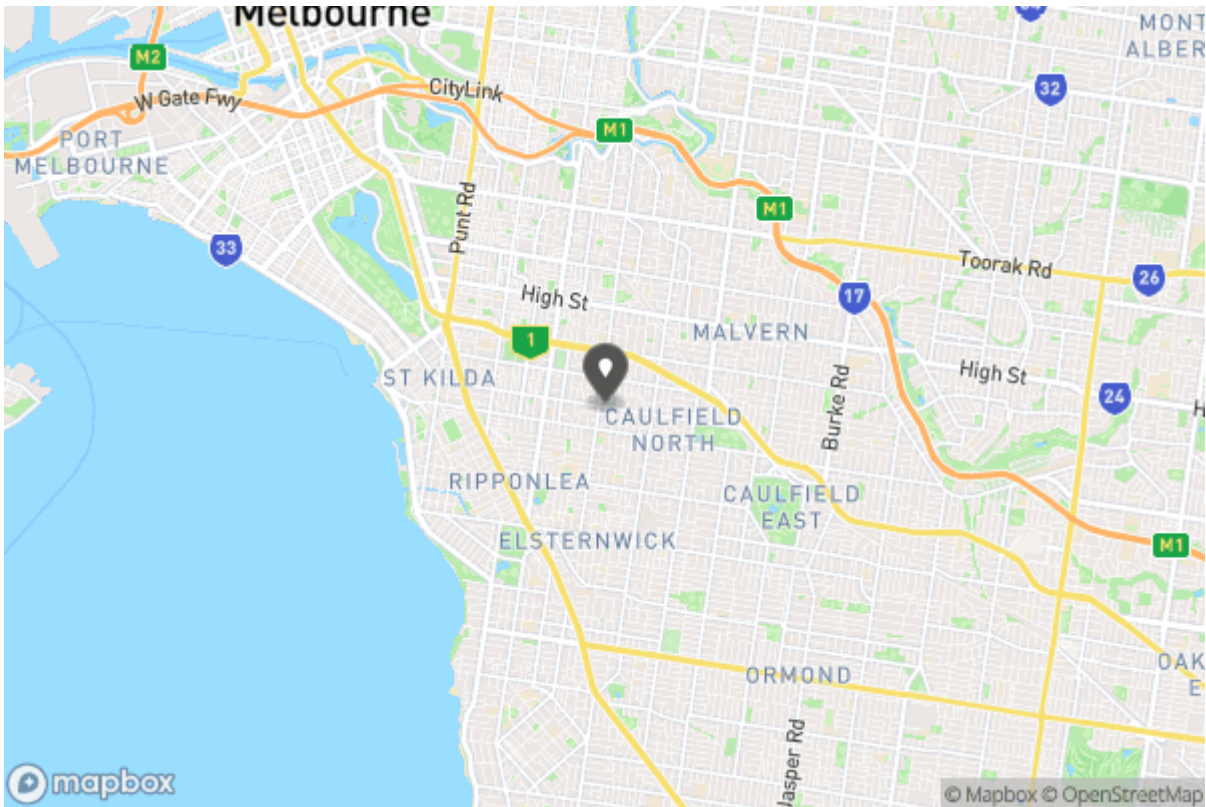 Melbourne
34
MONT
ALBER
M2
CityLink
32
W Gate Fwy
M1
PORT
MELBOURNE
Punt Rd
M1
33
Toorak Rd
26
17
High St
MALVERN
1
ST KILDA
High St
24
H
Burke Rd
CAULFIELD
NORTH
RIPPONLEA
CAULFIELD
EAST
ELSTERNWICK
M1
ORMOND
OAK
E
Jasper Rd
mapbox
© Mapbox © OpenStreetMap